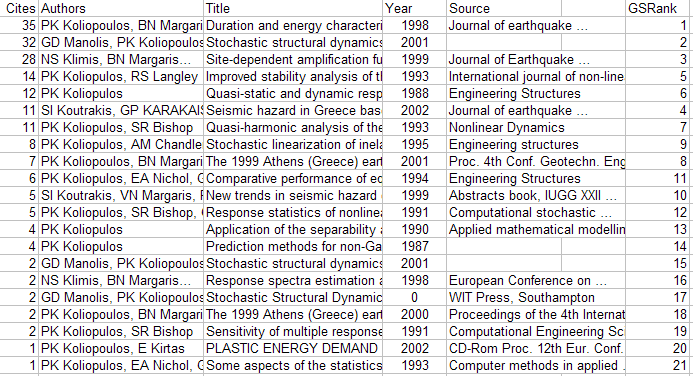 Cites Authors Title Year Source GSRank
35 PK Koliopoulos, BN Margari Duration and energy characteri 1998 Journal of earthquake ... 1
32 GD Manolis, PK Koliopoulos Stochastic structural dynamics 2001 2
28 NS Klimis, BN Margaris... Site-dependent amplification fu 1999 Journal of Earthquake ... 3
14 PK Koliopulos, RS Langley Improved stability analysis of th 1993 International journal of non-line 5
12 PK Koliopoulos Quasi-static and dynamic resp 1988 Engineering Structures 6
11 SI Koutrakis, GP KARAKAIS Seismic hazard in Greece bas 2002 Journal of earthquake ... 4
11 PK Koliopulos, SR Bishop Quasi-harmonic analysis of the 1993 Nonlinear Dynamics 7
8 PK Koliopoulos, AM Chandle Stochastic linearization of inela 1995 Engineering structures 9
7 PK Koliopoulos, BN Margari The 1999 Athens (Greece) eart 2001 Proc. 4th Conf. Geotechn. Eng 8
6 PK Koliopoulos, EA Nichol, G Comparative performance of eq 1994 Engineering Structures 11
5 SI Koutrakis, VN Margaris, P New trends in seismic hazard 1999 Abstracts book, IUGG XXII ... 10
5 PK Koliopulos, SR Bishop, G Response statistics of nonlinea 1991 Computational stochastic ... 12
4 PK Koliopulos Application of the separability a 1990 Applied mathematical modellin 13
4 PK Koliopulos Prediction methods for non-Ga 1987 14
2 GD Manolis, PK Koliopoulos Stochastic structural dynamics 2001 15
2 NS Klimis, BN Margaris... Response spectra estimation a 1998 European Conference on ... 16
2 GD Manolis, PK Koliopoulos Stochastic Structural Dynamic 0 WIT Press, Southampton 17
2 PK Koliopoulos, BN Margari The 1999 Athens (Greece) eart 2000 Proceedings of the 4th Internat 18
2 PK Koliopulos, SR Bishop Sensitivity of multiple response 1991 Computational Engineering Sc 19
1 PK Koliopoulos, E Kirtas PLASTIC ENERGY DEMAND 2002 CD-Rom Proc. 12th Eur. Conf. 20
1 PK Koliopoulos, EA Nichol, G Some aspects of the statistics 1993 Computer methods in applied 21